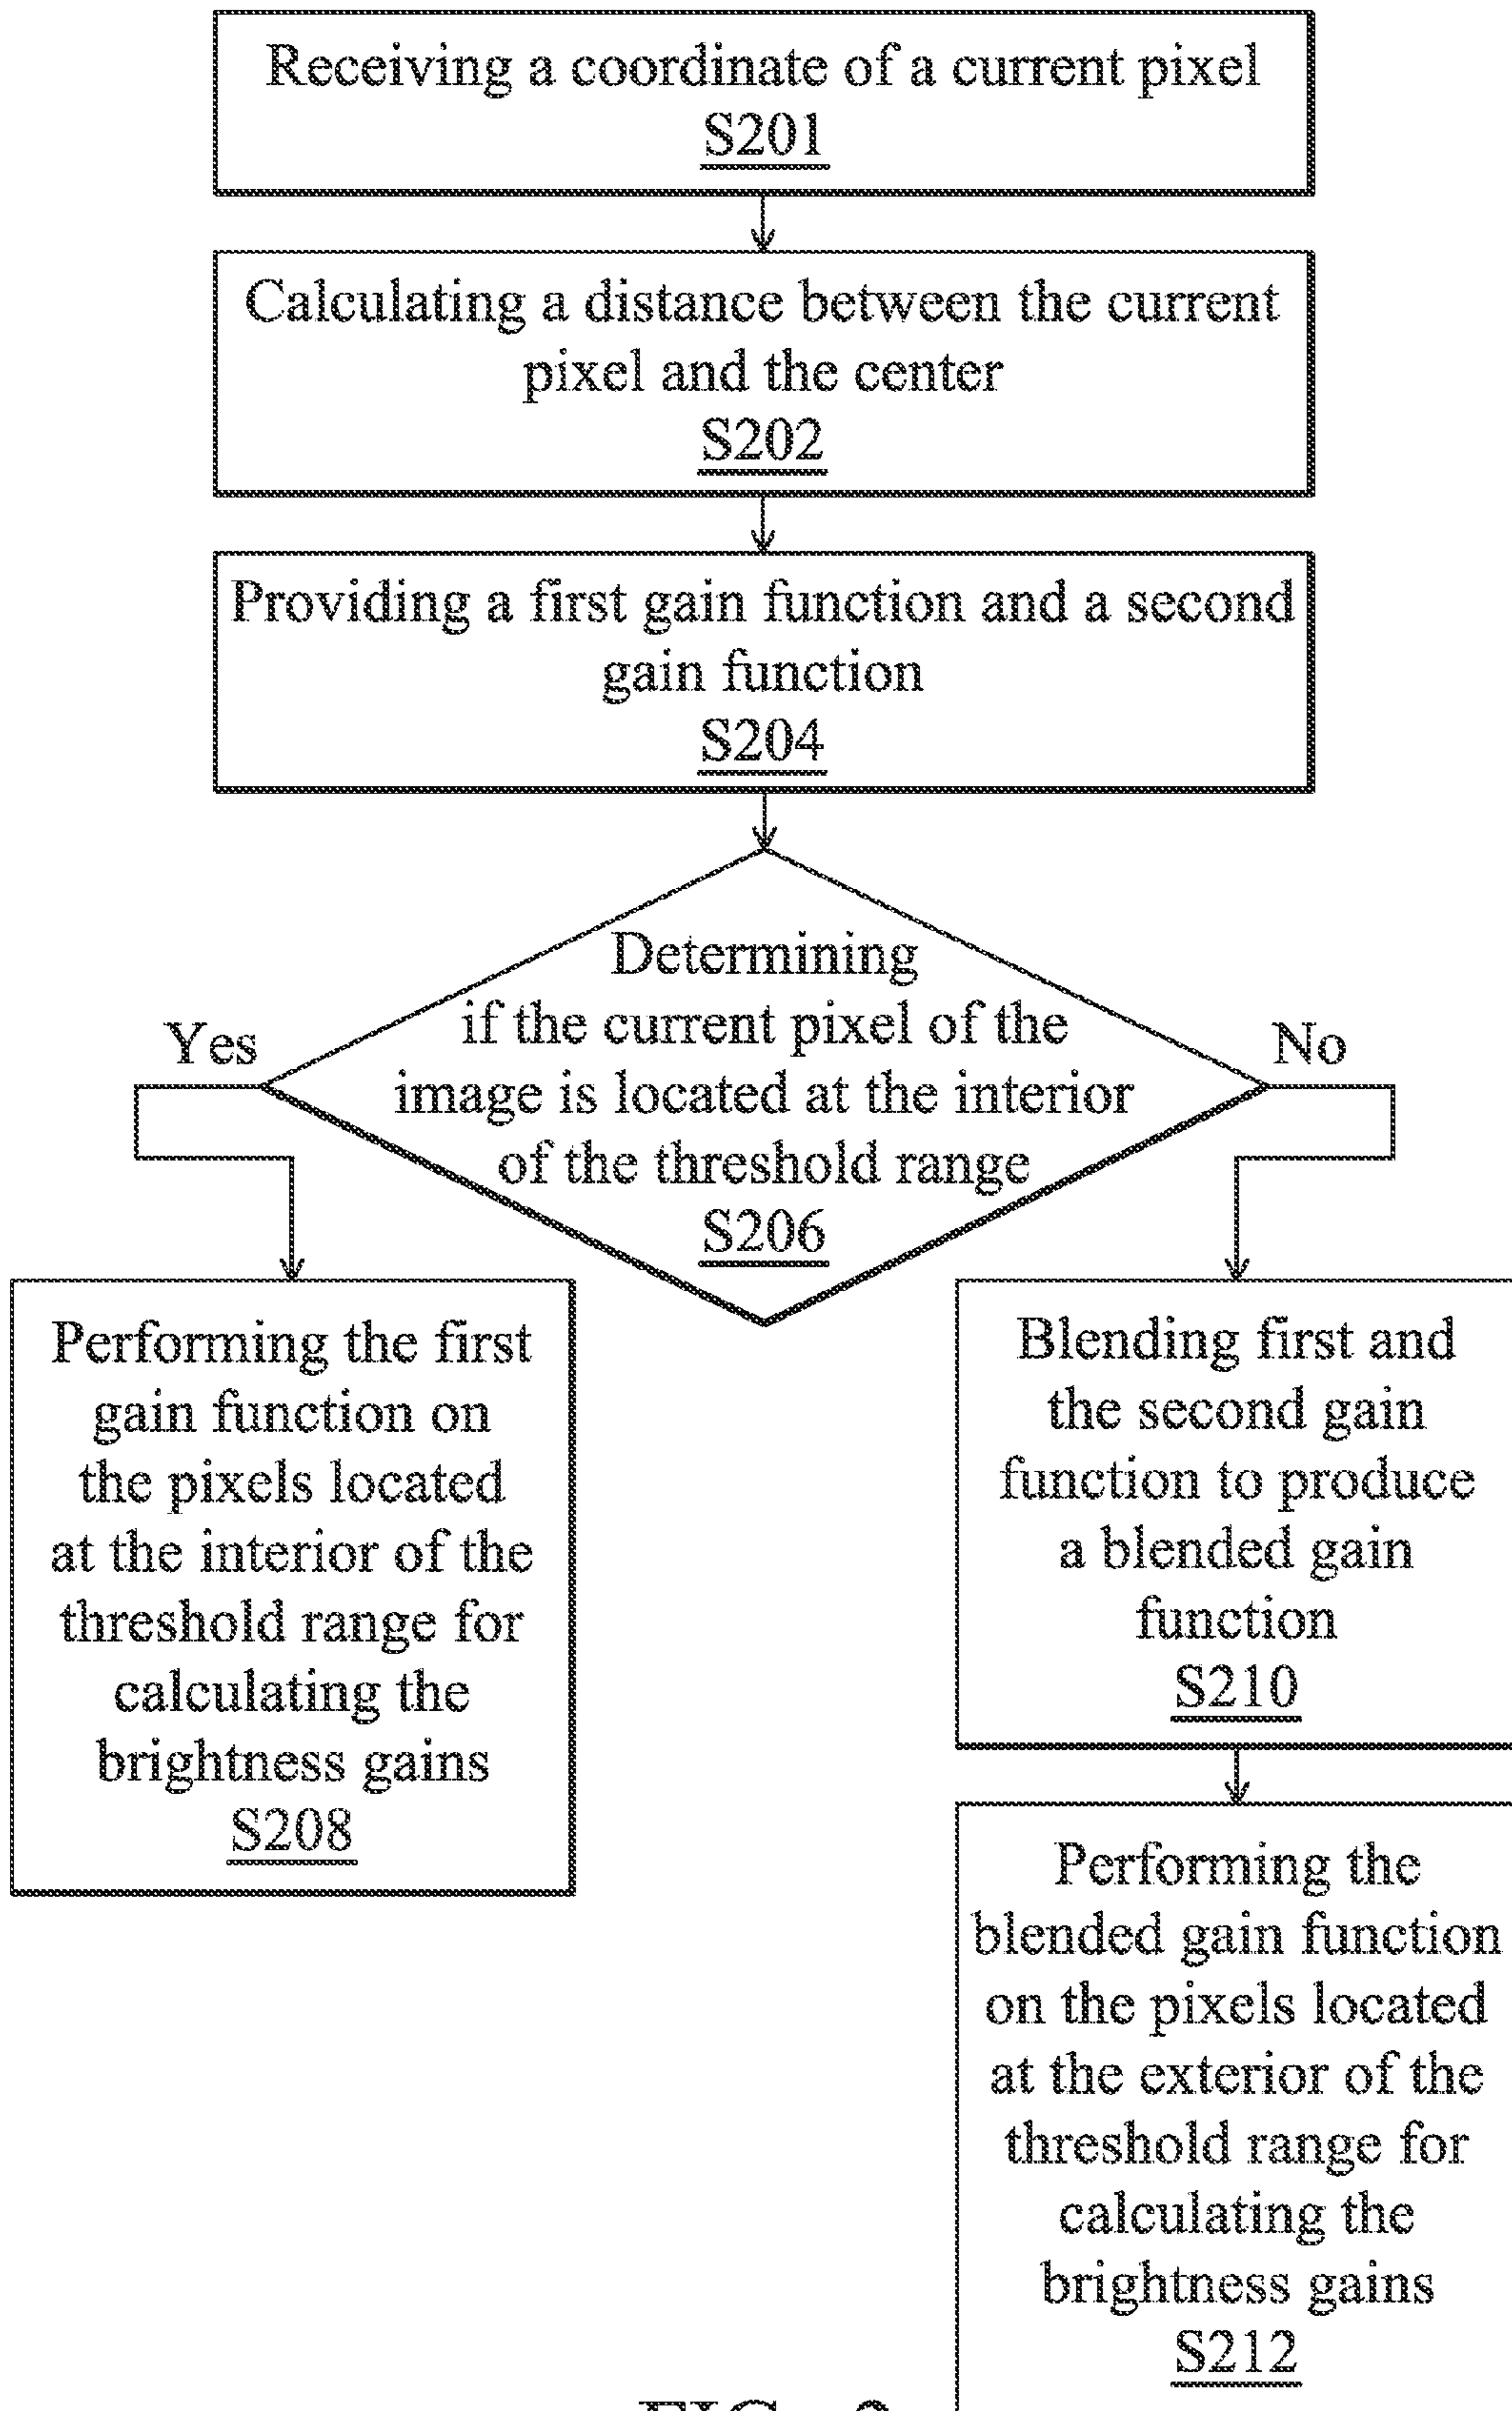 Receiving a coordinate of a current pixel
S201
Calculating a distance between the current
pixel and the center
S202
Providing a first gain function and a second
gain function
S204
Determining
if the current pixel of the
image is located at the interior
of the threshold range
S206
Yes
No
Performing the first
gain function on
the pixels located
at the interior of the
threshold range for
calculating the
brightness gains
S208
Blending first and
the second gain
function to produce
a blended gain
function
S210
Performing the
blended gain function
on the pixels located
at the exterior of the
threshold range for
calculating the
brightness gains
S212